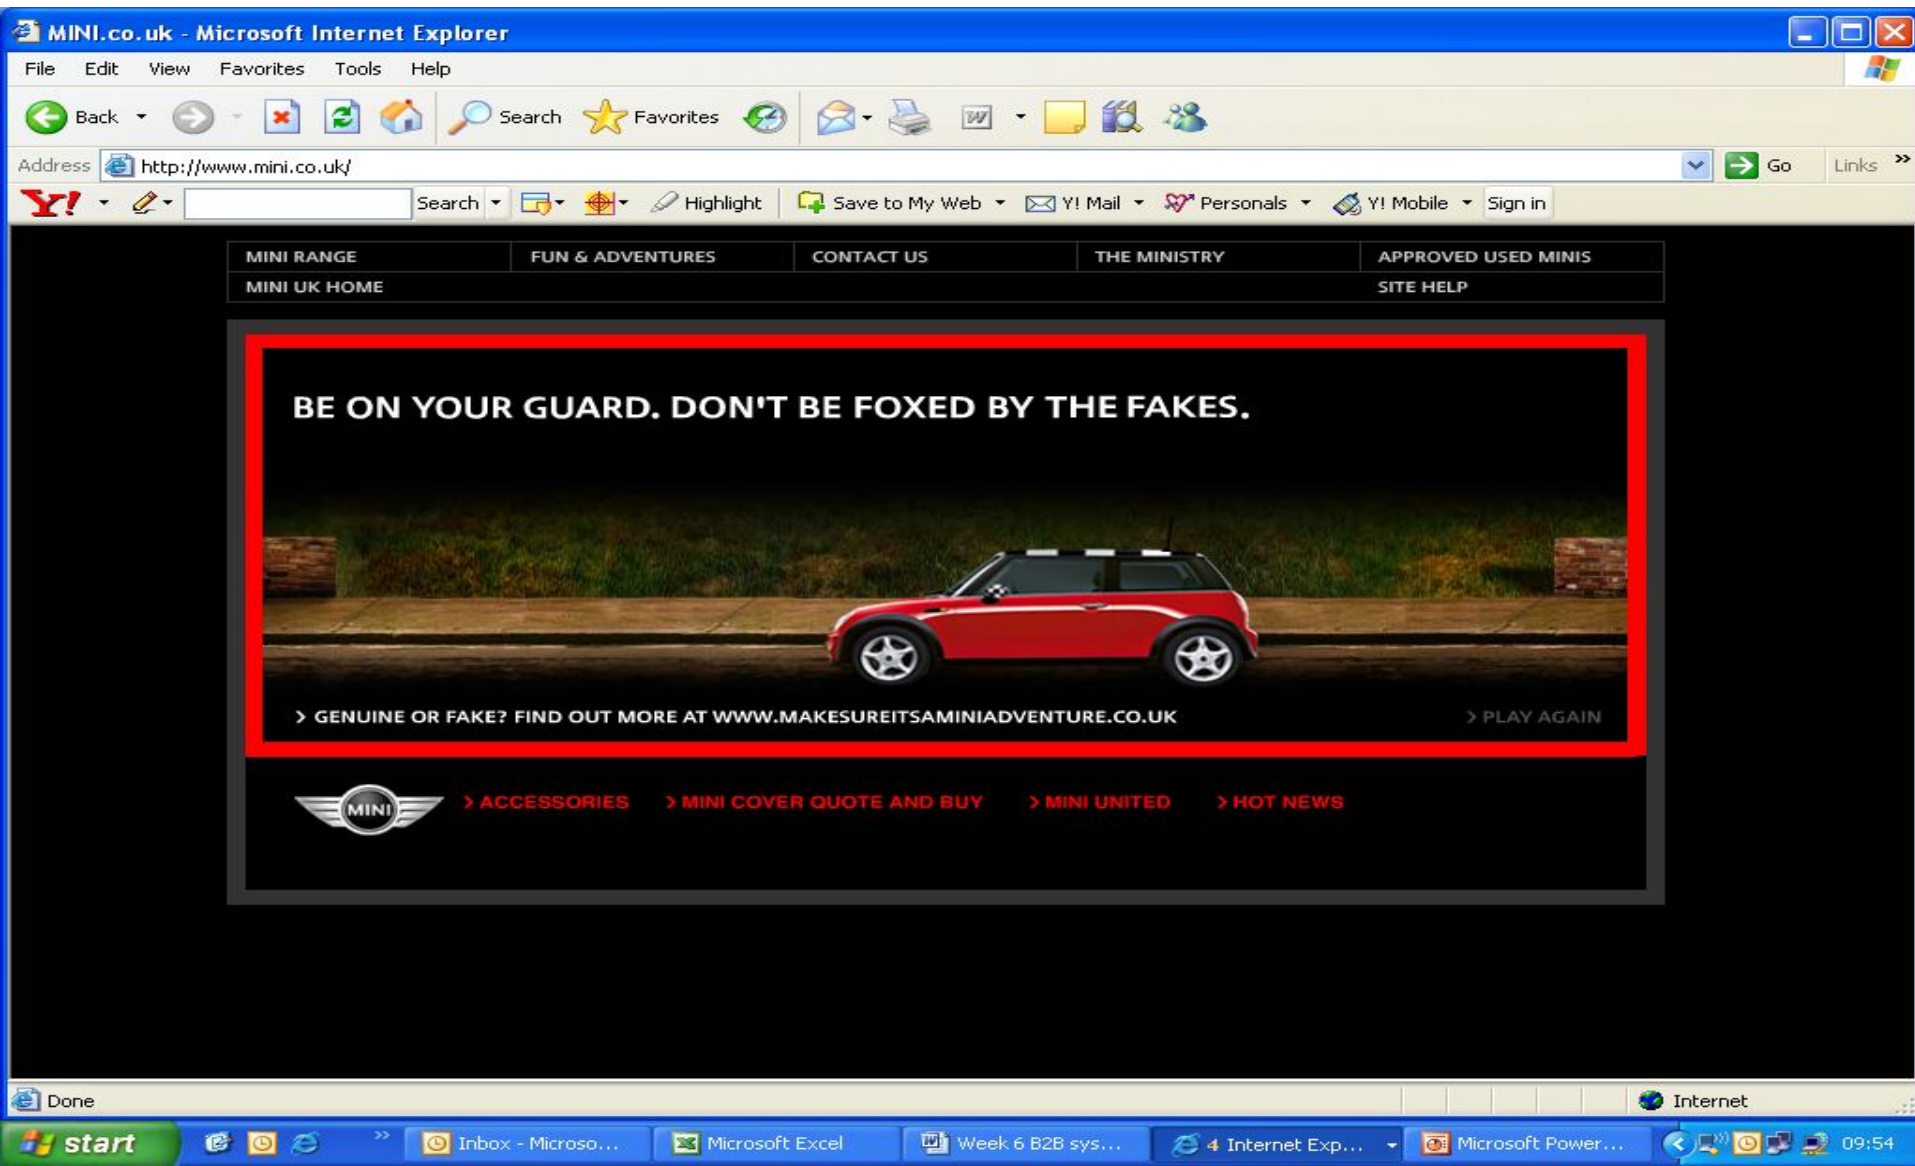 MINI.co.uk - Microsoft Internet Explorer
File Edit View Favorites Tools Help
Back Search Favorites
Address http://www.mini.co.uk/ Go Links »
Y! Search Highlight Save to My Web Y! Mail Personals Y! Mobile Sign in
MINI RANGE FUN & ADVENTURES CONTACT US THE MINISTRY APPROVED USED MINIS
MINI UK HOME SITE HELP
BE ON YOUR GUARD. DON'T BE FOXED BY THE FAKES.
> GENUINE OR FAKE? FIND OUT MORE AT WWW.MAKESUREITSAMINIADVENTURE.CO.UK > PLAY AGAIN
MINI > ACCESSORIES > MINI COVER QUOTE AND BUY > MINI UNITED > HOT NEWS
Done Internet
start » Inbox - Microso... Microsoft Excel Week 6 B2B sys... 4 Internet Exp... Microsoft Power... 09:54